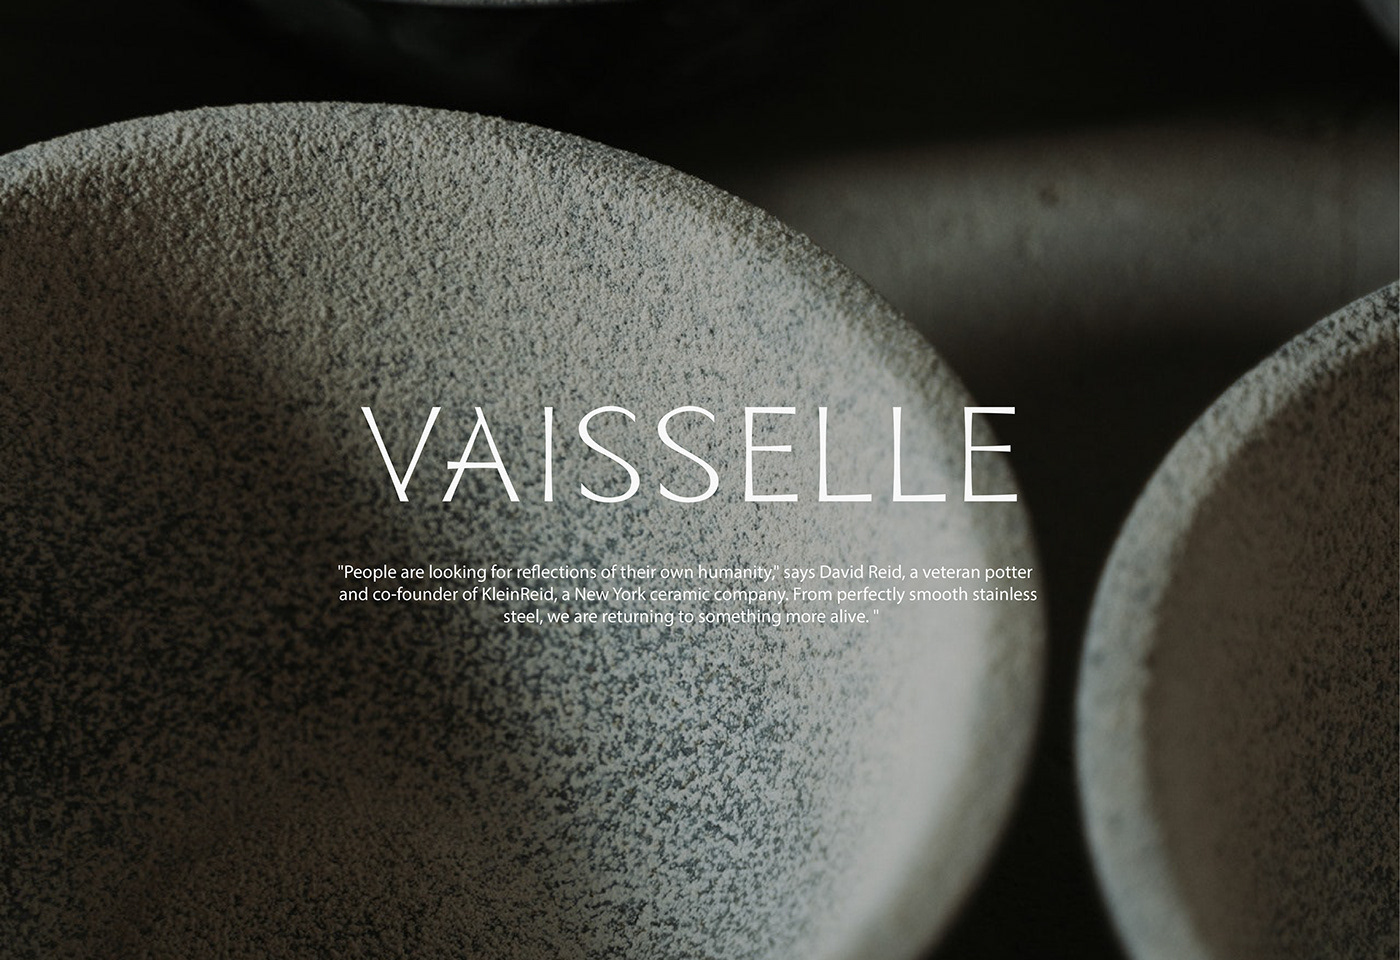 VAISSELLE
"People are looking for reflections of their own humanity," says David Reid, a veteran potter
and co-founder of KleinReid, a New York ceramic company. From perfectly smooth stainless
steel, we are returning to something more alive. "